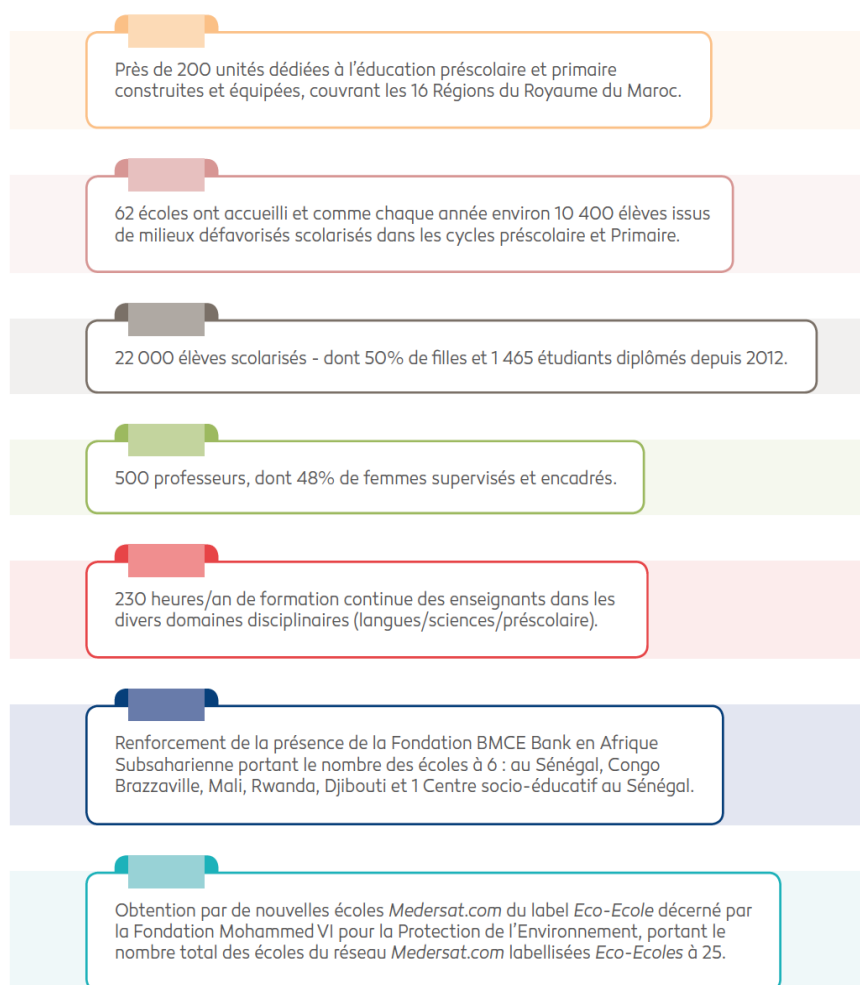 Près de 200 unités dédiées à l’éducation préscolaire et primaire
construites et équipées, couvrant les 16 Régions du Royaume du Maroc.
62 écoles ont accueilli et comme chaque année environ 10 400 élèves issus
de milieux défavorisés scolarisés dans les cycles préscolaire et Primaire.
22 000 élèves scolarisés - dont 50% de filles et 1 465 étudiants diplômés depuis 2012.
500 professeurs, dont 48% de femmes supervisés et encadrés.
230 heures/an de formation continue des enseignants dans les
divers domaines disciplinaires (langues/sciences/préscolaire).
Renforcement de la présence de la Fondation BMCE Bank en Afrique
Subsaharienne portant le nombre des écoles à 6 : au Sénégal, Congo
Brazzaville, Mali, Rwanda, Djibouti et 1 Centre socio-éducatif au Sénégal.
Obtention par de nouvelles écoles Medersat.com du label Eco-Ecole décerné par
la Fondation Mohammed VI pour la Protection de l’Environnement, portant le
nombre total des écoles du réseau Medersat.com labellisées Eco-Ecoles à 25.